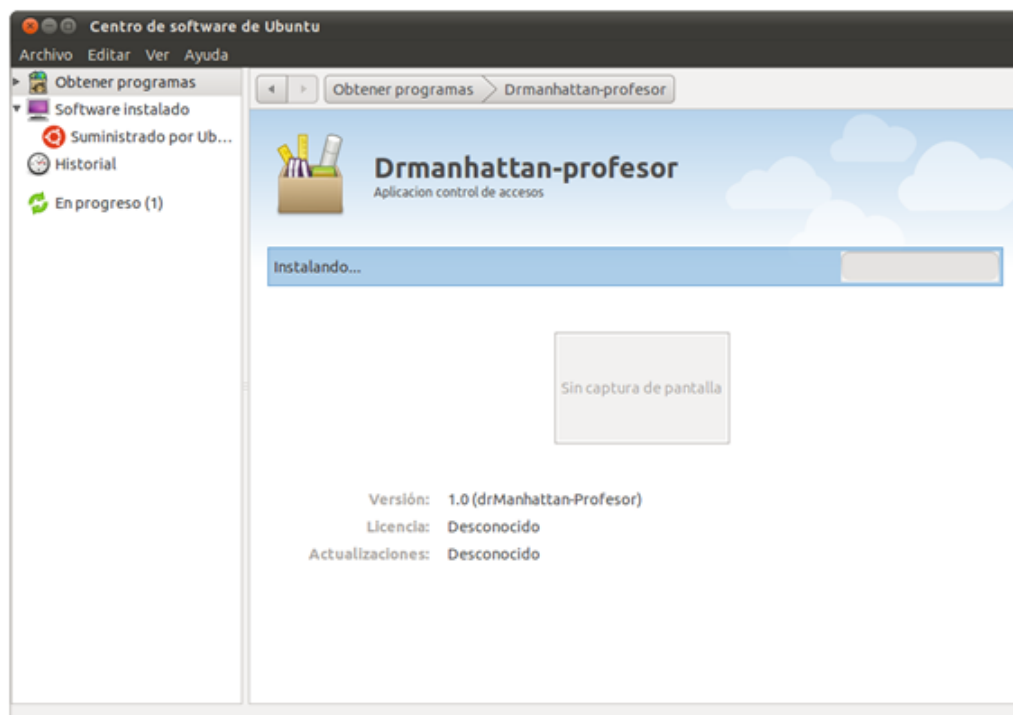 Centro de software de Ubuntu
Archivo Editar Ver Ayuda
Obtener programas
Software instalado
Suministrado por Ub...
Historial
En progreso (1)
Obtener programas
Drmanhattan-profesor
Drmanhattan-profesor
Aplicacion control de accesos
Instalando...
Sin captura de pantalla
Versión: 1.0 (drManhattan-Profesor)
Licencia: Desconocido
Actualizaciones: Desconocido